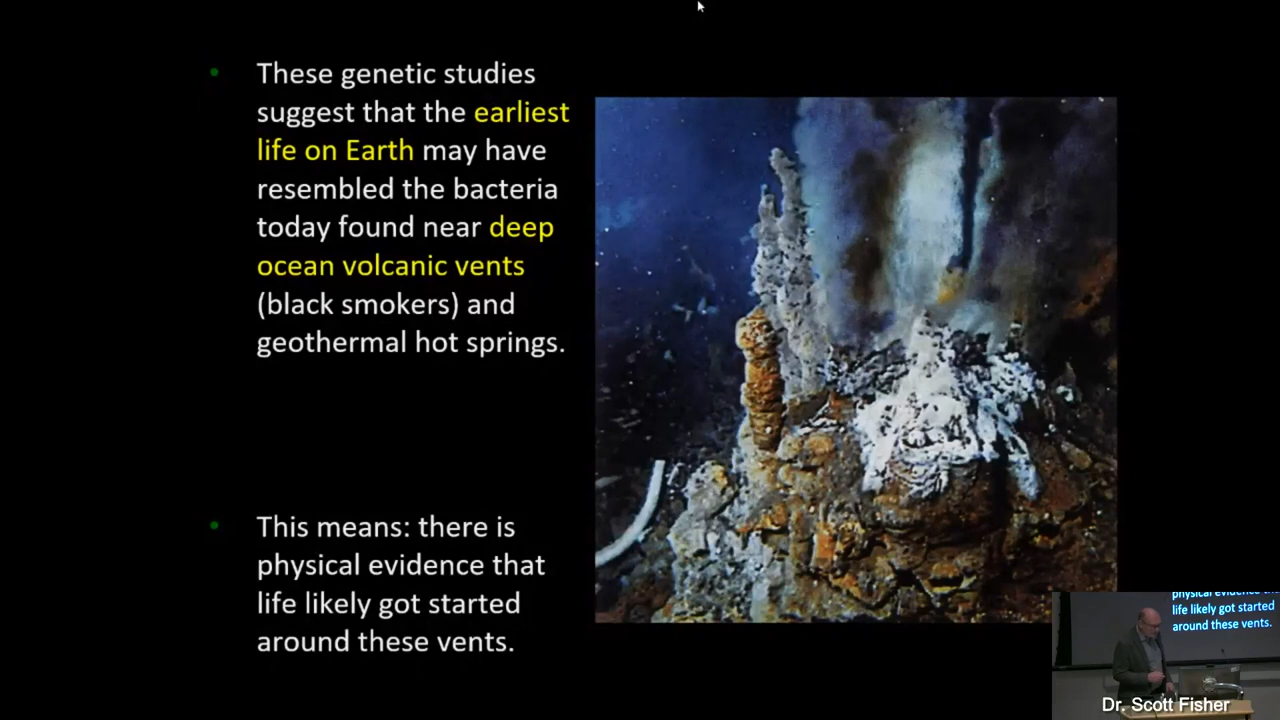 These genetic studies
suggest that the earliest
life on Earth may have
resembled the bacteria
today found near deep
ocean volcanic vents
(black smokers) and
geothermal hot springs.
This means: there is
physical evidence that
life likely got started
around these vents.
physical evidence th
life likely got started
around these vents.
Dr. Scott Fisher